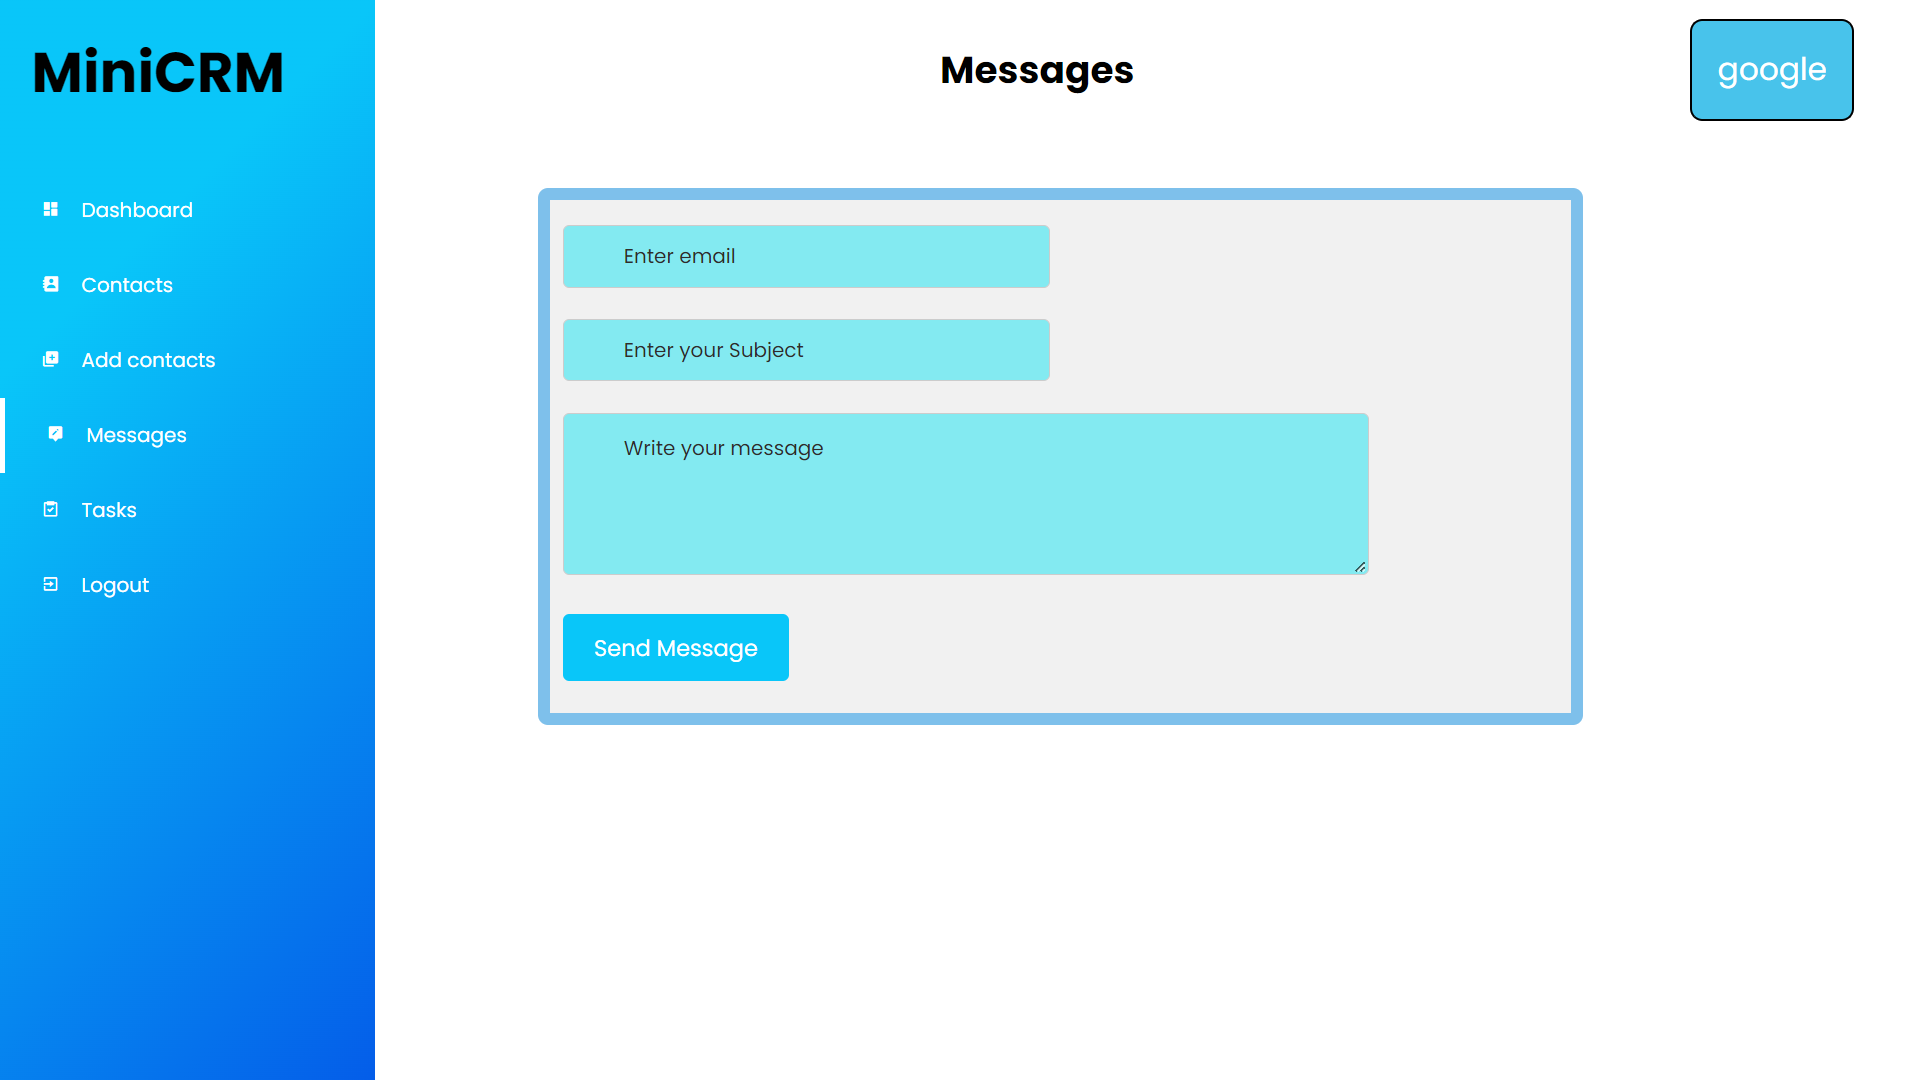 MiniCRM
Messages
google
Dashboard
Contacts
Add contacts
Messages
Tasks
Logout
Enter email
Enter your Subject
Write your message
Send Message